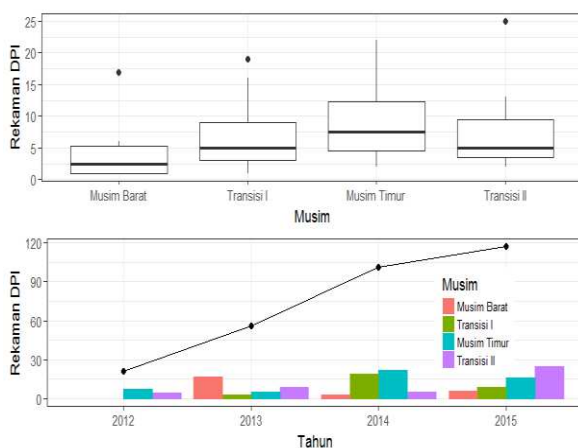 Rekaman DPI
25
20
15
10
5
0
Musim Barat
Transisi I
Musim Timur
Transisi II
Musim
Rekaman DPI
120
90
60
30
0
Musim
Musim Barat
Transisi I
Musim Timur
Transisi II
2012
2013
2014
2015
Tahun